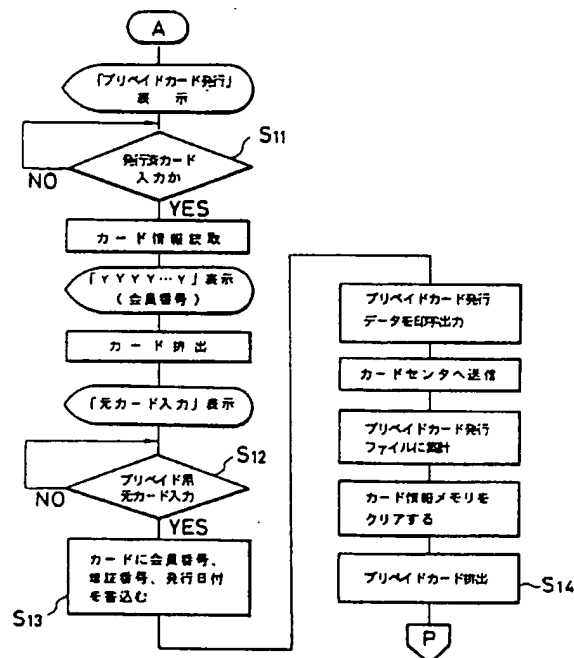 A
「プリペイドカード発行」
表 示
S11
発行済カード
入力か
NO
YES
カード情報読取
「YYYY…Y」表示
(会員番号)
カード排出
「元カード入力」表示
S12
プリペイド用
元カード入力
NO
YES
カードに会員番号、
暗証番号、発行日付
を書込む
S13
プリペイドカード発行
データを印字出力
カードセンタへ送信
プリペイドカード発行
ファイルに集計
カード情報メモリを
クリアする
プリペイドカード排出
S14
P